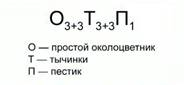 О₃₊₃Т₃₊₃П₁
О — простой околоцветник
Т — тычинки
П — пестик